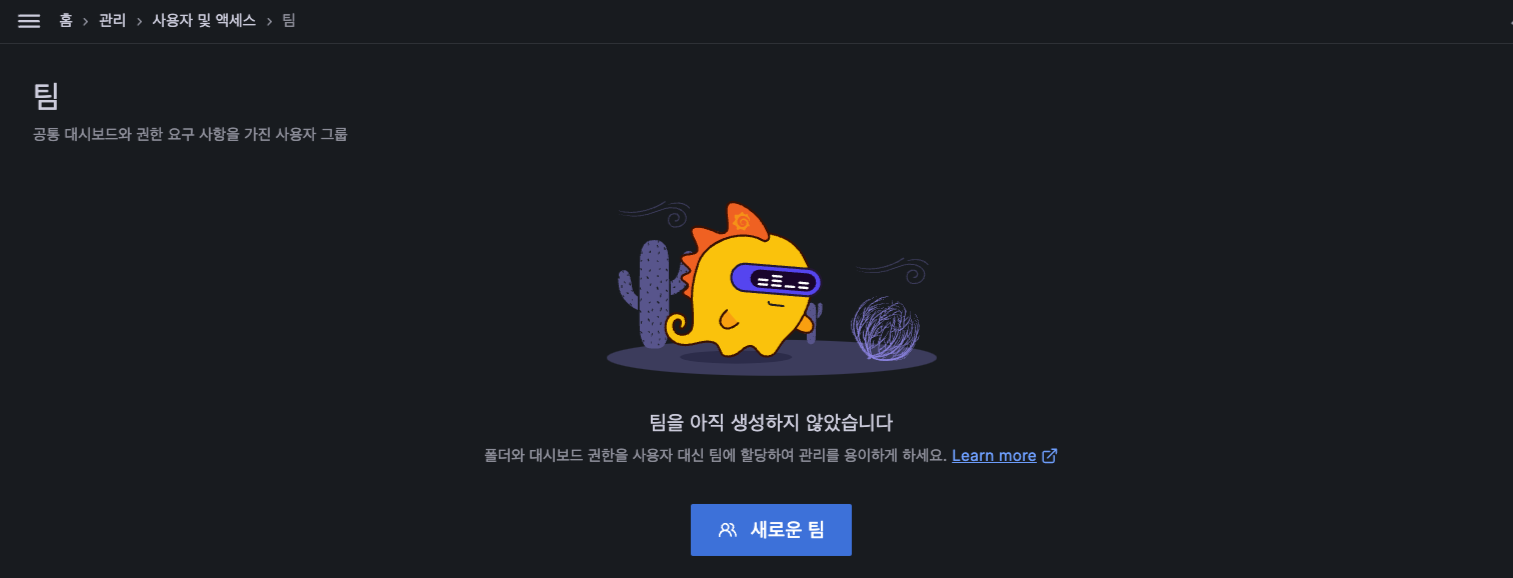 홈 › 관리 › 사용자 및 액세스 › 팀
팀
공통 대시보드와 권한 요구 사항을 가진 사용자 그룹
팀을 아직 생성하지 않았습니다
폴더와 대시보드 권한을 사용자 대신 팀에 할당하여 관리를 용이하게 하세요. Learn more
새로운 팀